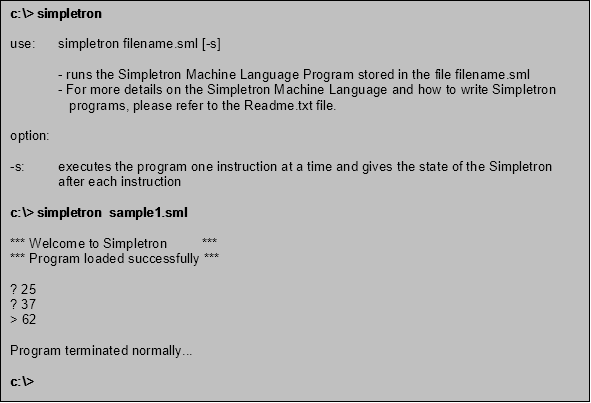 c:\> simpletron
use: simpletron filename.sml [-s]
- runs the Simpletron Machine Language Program stored in the file filename.sml
- For more details on the Simpletron Machine Language and how to write Simpletron
programs, please refer to the Readme.txt file.
option:
-s: executes the program one instruction at a time and gives the state of the Simpletron
after each instruction
c:\> simpletron sample1.sml
*** Welcome to Simpletron ***
*** Program loaded successfully ***
? 25
? 37
> 62
Program terminated normally...
c:\>